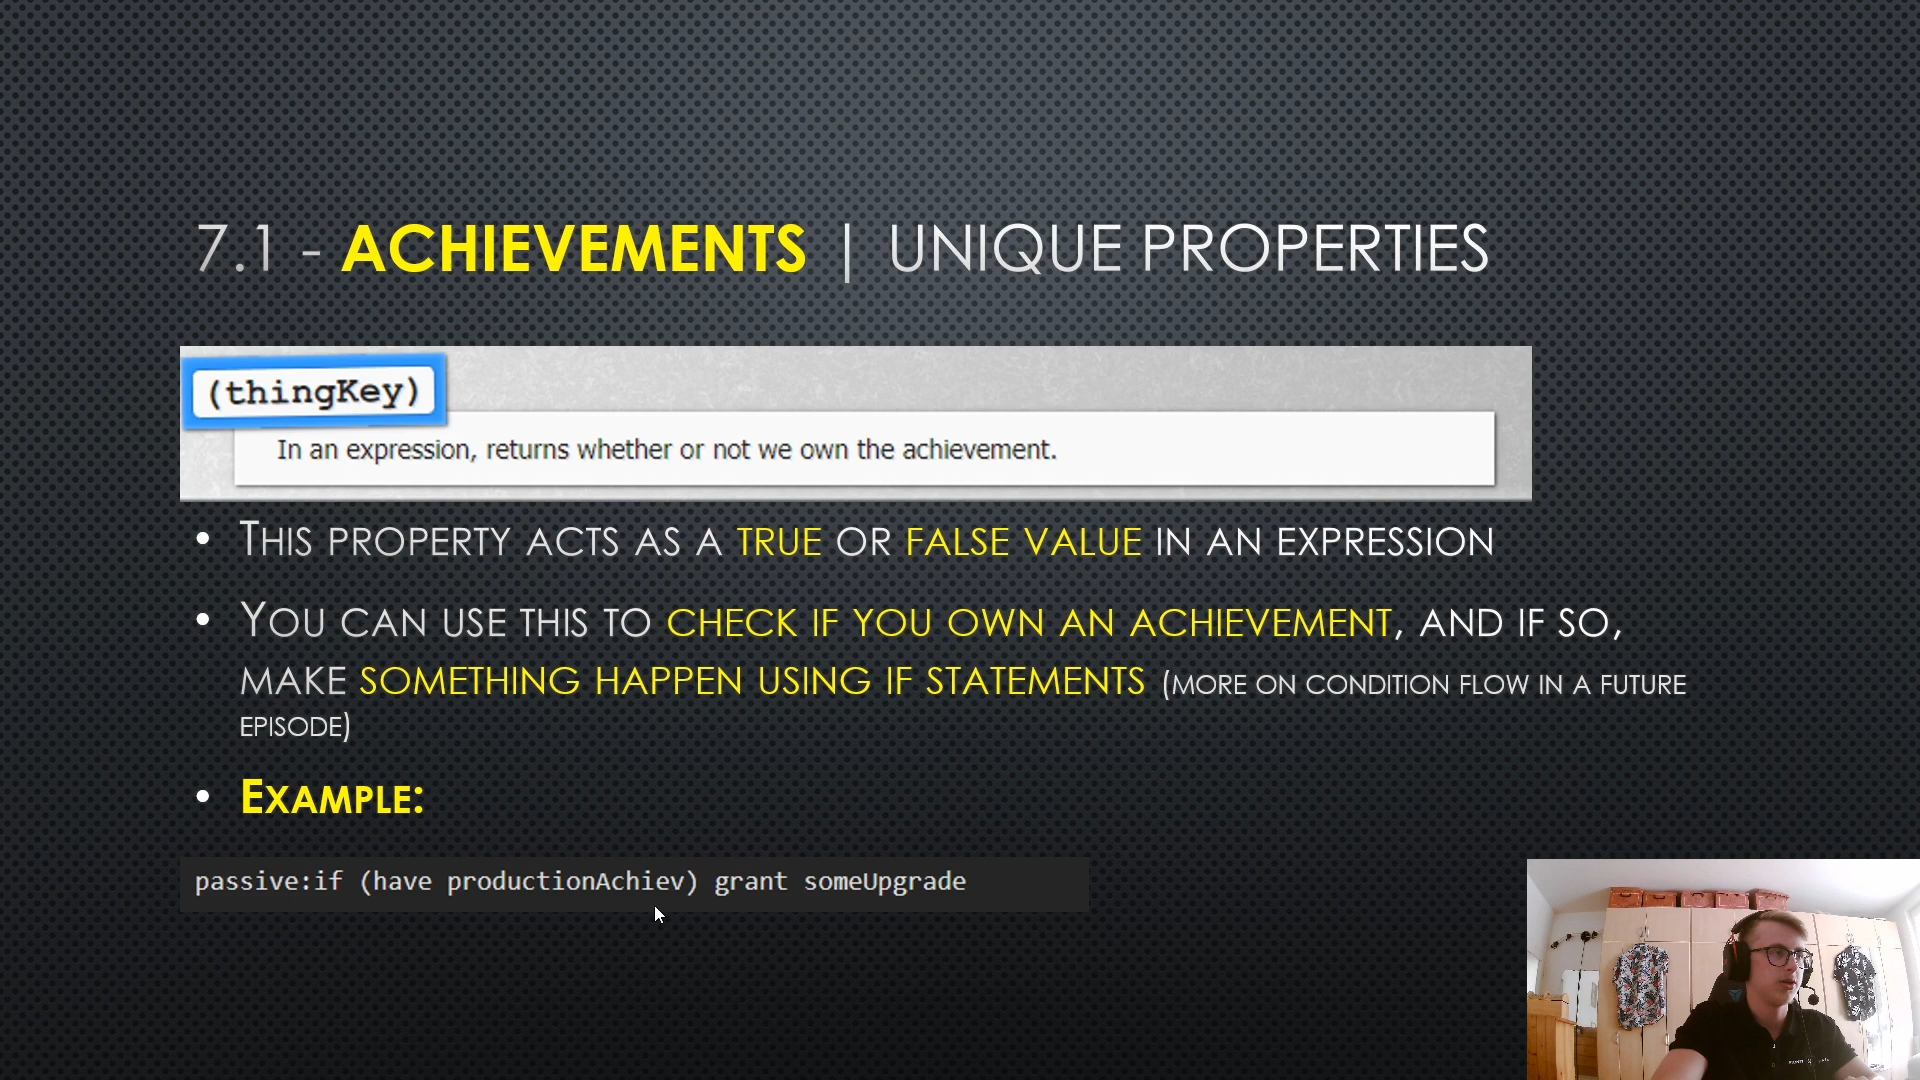 7.1 - ACHIEVEMENTS | UNIQUE PROPERTIES
(thingKey)
In an expression, returns whether or not we own the achievement.
• THIS PROPERTY ACTS AS A TRUE OR FALSE VALUE IN AN EXPRESSION
• YOU CAN USE THIS TO CHECK IF YOU OWN AN ACHIEVEMENT, AND IF SO,
MAKE SOMETHING HAPPEN USING IF STATEMENTS (MORE ON CONDITION FLOW IN A FUTURE
EPISODE)
• EXAMPLE:
passive:if (have productionAchiev) grant someUpgrade